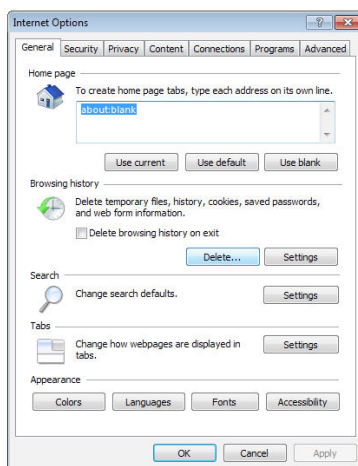 Internet Options
General Security Privacy Content Connections Programs Advanced
Home page
To create home page tabs, type each address on its own line.
about:blank
Use current Use default Use blank
Browsing history
Delete temporary files, history, cookies, saved passwords,
and web form information.
Delete browsing history on exit
Delete... Settings
Search
Change search defaults. Settings
Tabs
Change how webpages are displayed in
tabs. Settings
Appearance
Colors Languages Fonts Accessibility
OK Cancel Apply